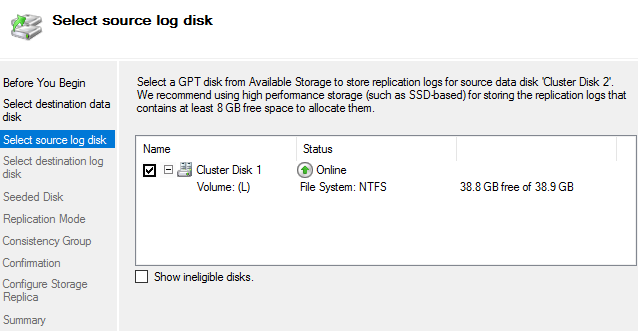 Select source log disk
Before You Begin
Select destination data
disk
Select source log disk
Select destination log
disk
Seeded Disk
Replication Mode
Consistency Group
Confirmation
Configure Storage
Replica
Summary
Select a GPT disk from Available Storage to store replication logs for source data disk 'Cluster Disk 2'.
We recommend using high performance storage (such as SSD-based) for storing the replication logs that
contains at least 8 GB free space to allocate them.
Name Status
Cluster Disk 1 Online
Volume: (L) File System: NTFS 38.8 GB free of 38.9 GB
Show ineligible disks.